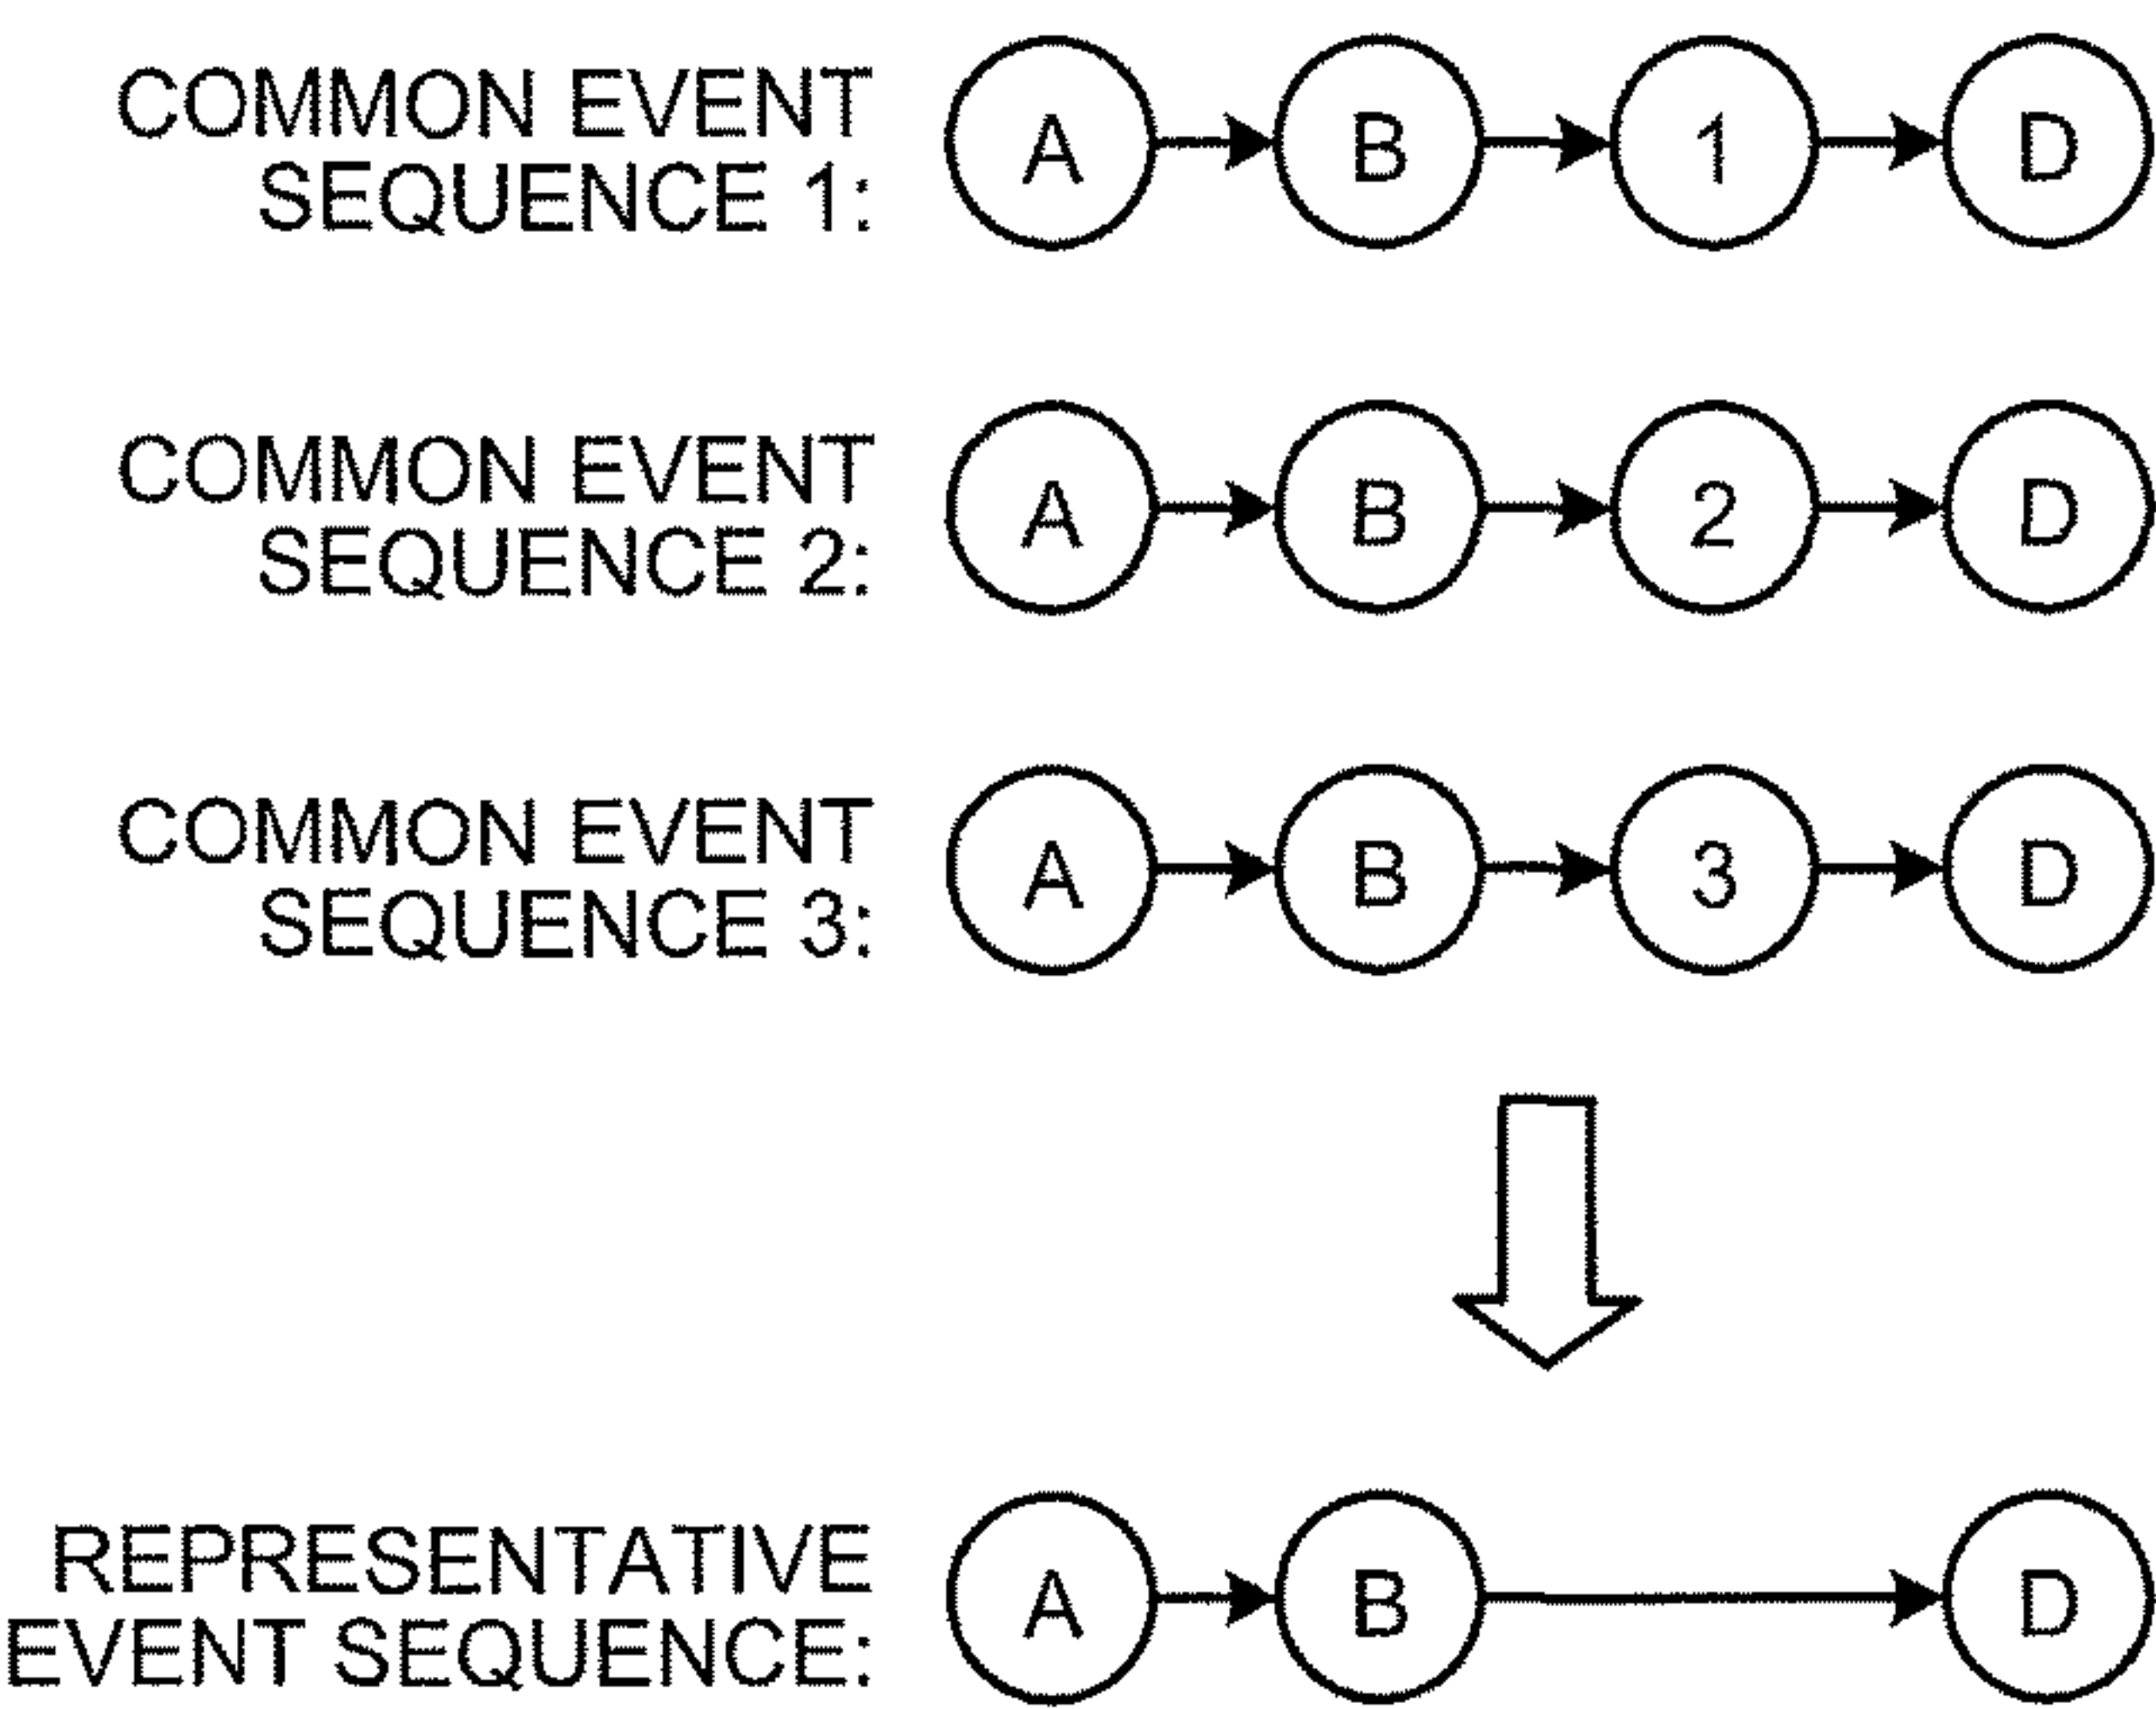 COMMON EVENT
SEQUENCE 1:
A B 1 D
COMMON EVENT
SEQUENCE 2:
A B 2 D
COMMON EVENT
SEQUENCE 3:
A B 3 D
REPRESENTATIVE
EVENT SEQUENCE:
A B D